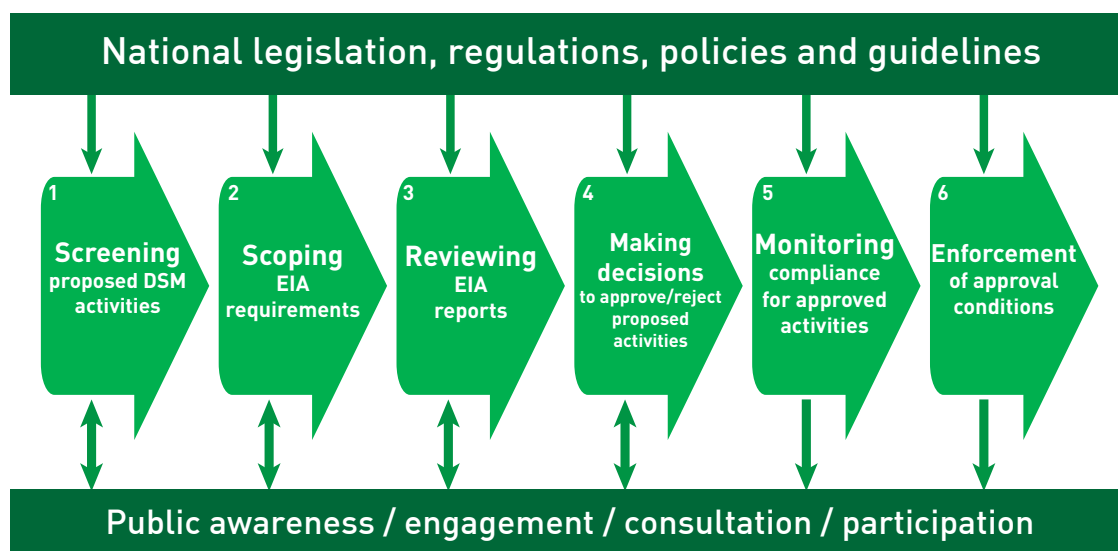 National legislation, regulations, policies and guidelines
1
Screening
proposed DSM
activities
2
Scoping
EIA
requirements
3
Reviewing
EIA
reports
4
Making
decisions
to approve/reject
proposed
activities
5
Monitoring
compliance
for approved
activities
6
Enforcement
of approval
conditions
Public awareness / engagement / consultation / participation